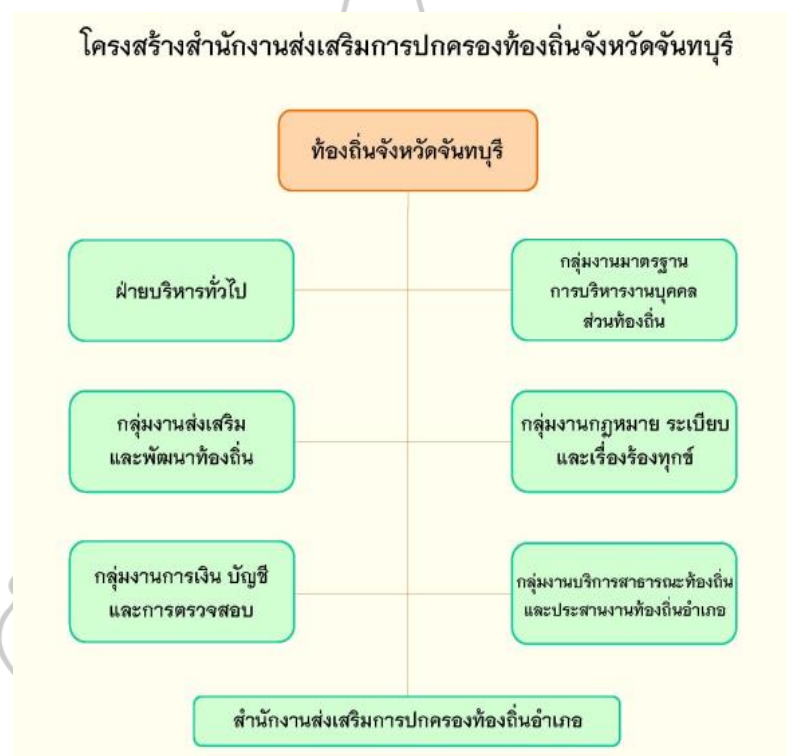 โครงสร้างสำนักงานส่งเสริมการปกครองท้องถิ่นจังหวัดจันทบุรี
ท้องถิ่นจังหวัดจันทบุรี
ฝ่ายบริหารทั่วไป
กลุ่มงานมาตรฐาน
การบริหารงานบุคคล
ส่วนท้องถิ่น
กลุ่มงานส่งเสริม
และพัฒนาท้องถิ่น
กลุ่มงานกฎหมาย ระเบียบ
และเรื่องร้องทุกข์
กลุ่มงานการเงิน บัญชี
และการตรวจสอบ
กลุ่มงานบริการสาธารณะท้องถิ่น
และประสานงานท้องถิ่นอำเภอ
สำนักงานส่งเสริมการปกครองท้องถิ่นอำเภอ